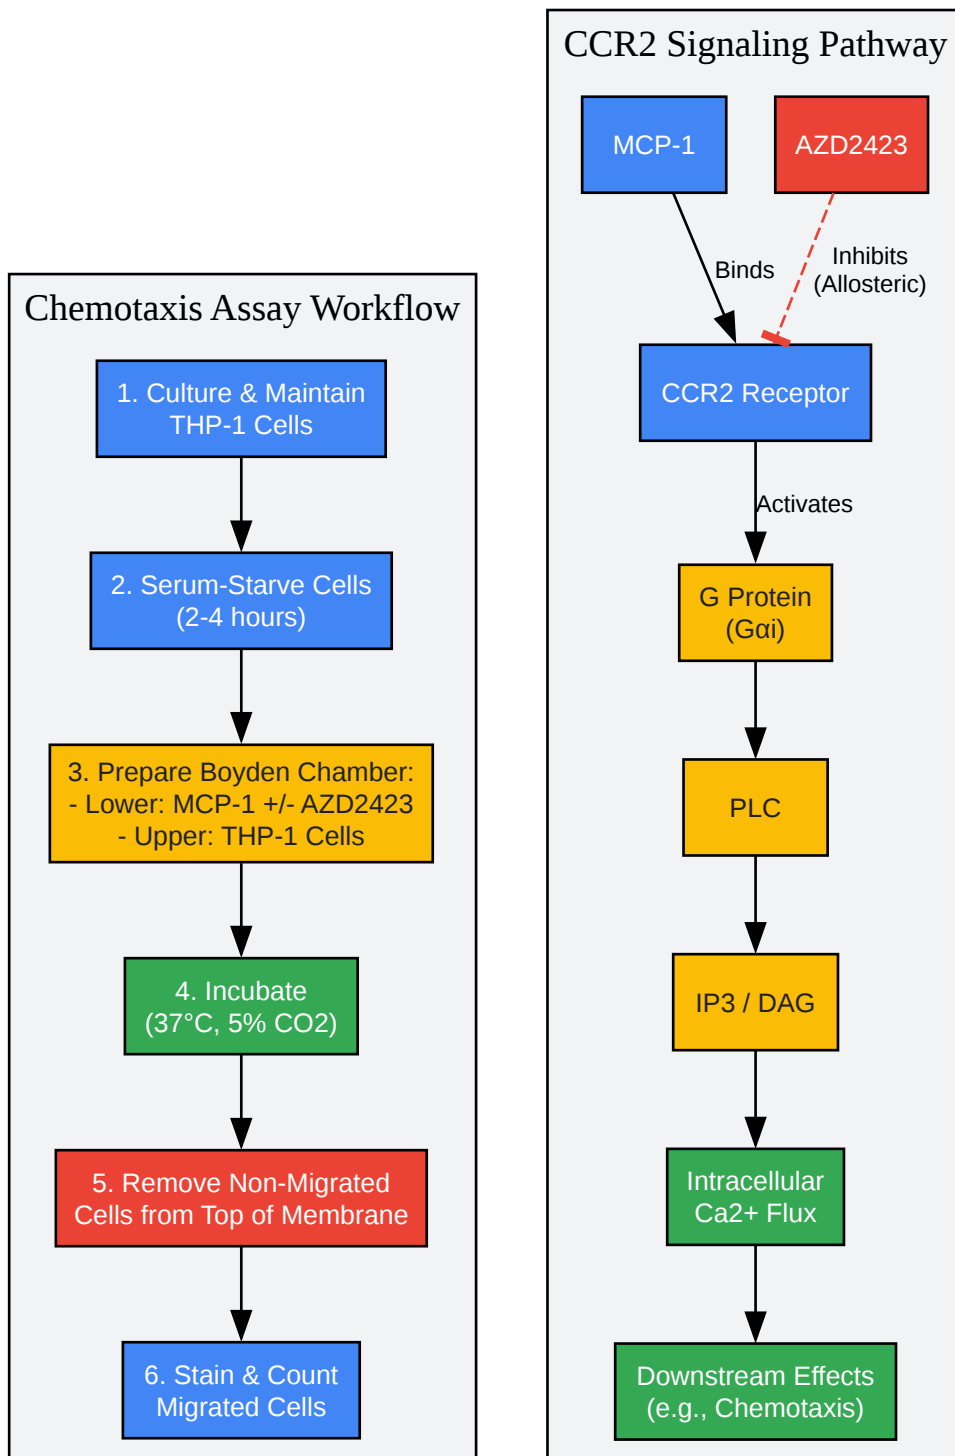 Chemotaxis Assay Workflow
1. Culture & Maintain
THP-1 Cells
2. Serum-Starve Cells
(2-4 hours)
3. Prepare Boyden Chamber:
- Lower: MCP-1 +/- AZD2423
- Upper: THP-1 Cells
4. Incubate
(37°C, 5% CO2)
5. Remove Non-Migrated
Cells from Top of Membrane
6. Stain & Count
Migrated Cells
CCR2 Signaling Pathway
MCP-1
AZD2423
Binds
Inhibits
(Allosteric)
CCR2 Receptor
Activates
G Protein
(Gαi)
PLC
IP3 / DAG
Intracellular
Ca2+ Flux
Downstream Effects
(e.g., Chemotaxis)